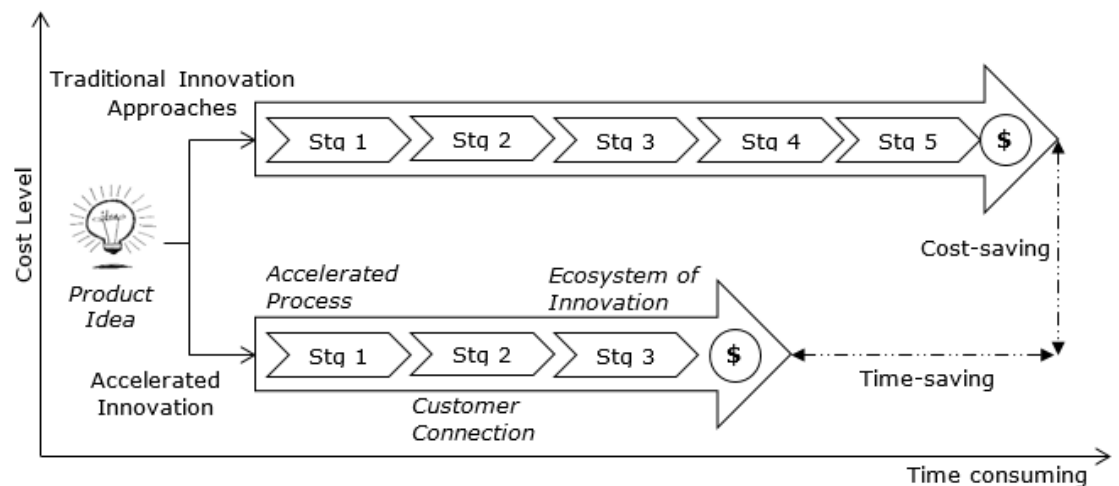 Traditional Innovation
Approaches
Stg 1
Stg 2
Stg 3
Stg 4
Stg 5
$
Cost Level
idea
Product
Idea
Cost-saving
Accelerated
Process
Ecosystem of
Innovation
Stg 1
Stg 2
Stg 3
$
Time-saving
Accelerated
Innovation
Customer
Connection
Time consuming